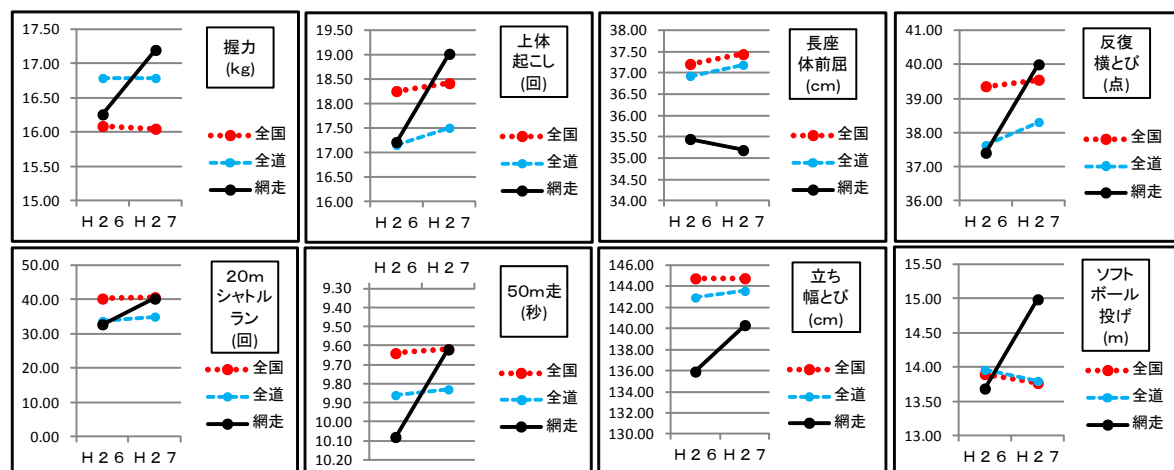 17.50
17.00
16.50
16.00
15.50
15.00
H26 H27
握力
(kg)
全国
全道
網走
19.50
19.00
18.50
18.00
17.50
17.00
16.50
16.00
H26 H27
上体
起こし
(回)
全国
全道
網走
38.00
37.50
37.00
36.50
36.00
35.50
35.00
34.50
34.00
H26 H27
長座
体前屈
(cm)
全国
全道
網走
41.00
40.00
39.00
38.00
37.00
36.00
H26 H27
反復
横とび
(点)
全国
全道
網走
50.00
40.00
30.00
20.00
10.00
0.00
H26 H27
20m
シャトル
ラン
(回)
全国
全道
網走
H26 H27
9.30
9.40
9.50
9.60
9.70
9.80
9.90
10.00
10.10
10.20
50m走
(秒)
全国
全道
網走
146.00
144.00
142.00
140.00
138.00
136.00
134.00
132.00
130.00
H26 H27
立ち
幅とび
(cm)
全国
全道
網走
15.50
15.00
14.50
14.00
13.50
13.00
H26 H27
ソフト
ボール
投げ
(m)
全国
全道
網走